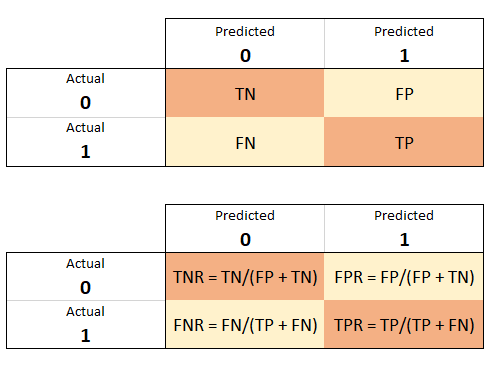 Predicted Predicted
0 1
Actual
0 TN FP
Actual
1 FN TP
Predicted Predicted
0 1
Actual
0 TNR = TN/(FP + TN) FPR = FP/(FP + TN)
Actual
1 FNR = FN/(TP + FN) TPR = TP/(TP + FN)